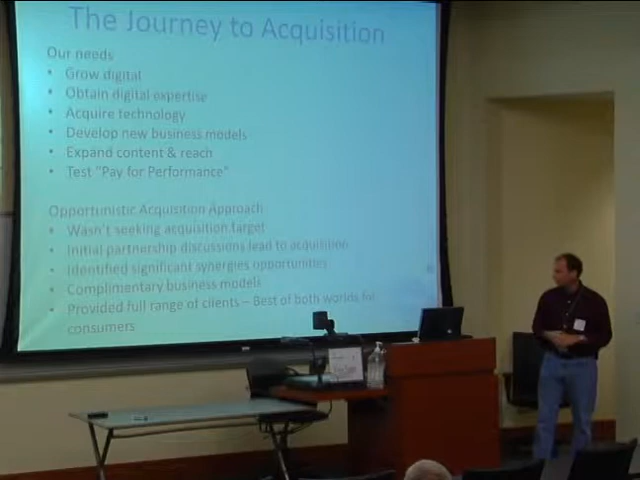 The Journey to Acquisition
Our needs
• Grow digital
• Obtain digital expertise
• Acquire technology
• Develop new business models
• Expand content & reach
• Test "Pay for Performance"
Opportunistic Acquisition Approach
• Wasn't seeking acquisition target
• Initial partnership discussions lead to acquisition
• Identified significant synergies opportunities
• Complimentary business models
• Provided full range of clients – Best of both worlds for
consumers